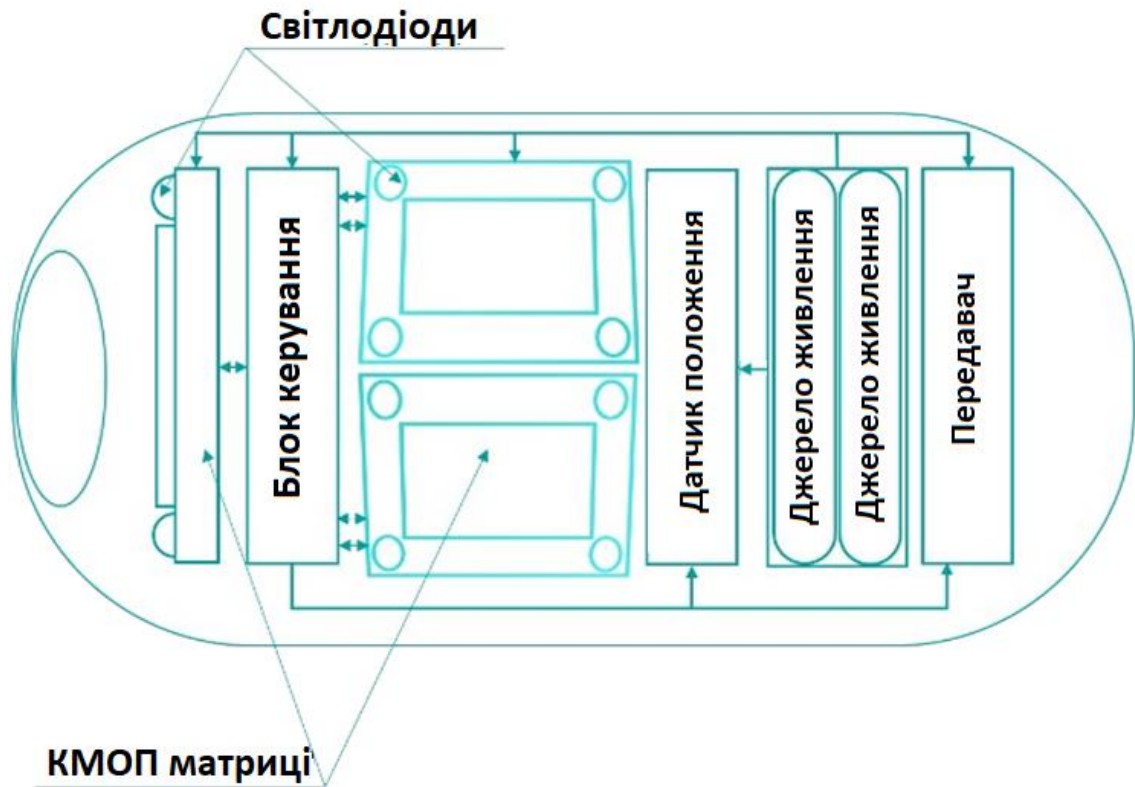 Світлодіоди
Блок керування
Датчик положення
Джерело живлення
Джерело живлення
Передавач
КМОП матриці